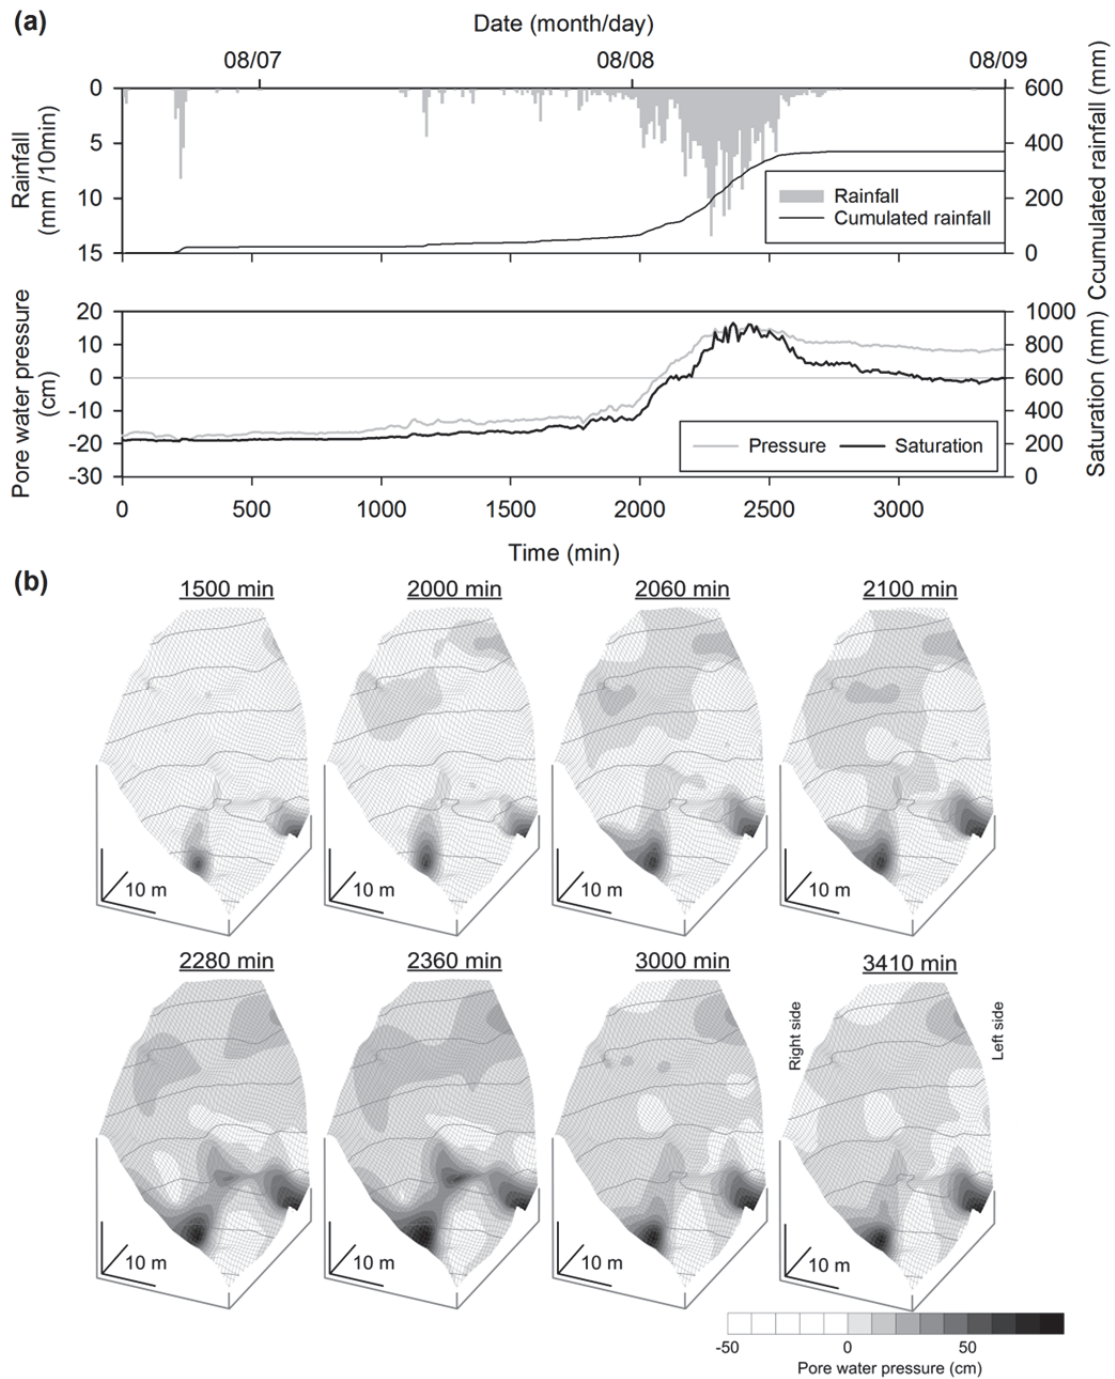 (a)
Date (month/day)
08/07 08/08 08/09
Rainfall
(mm /10min)
0
5
10
15
600
400
200
0
Ccumulated rainfall (mm)
Rainfall
Cumulated rainfall
Pore water pressure
(cm)
20
10
0
-10
-20
-30
1000
800
600
400
200
0
Saturation (mm)
Pressure Saturation
0 500 1000 1500 2000 2500 3000
Time (min)
(b)
1500 min 2000 min 2060 min 2100 min
10 m 10 m 10 m 10 m
2280 min 2360 min 3000 min 3410 min
Right side
Left side
10 m 10 m 10 m 10 m
-50 0 50
Pore water pressure (cm)